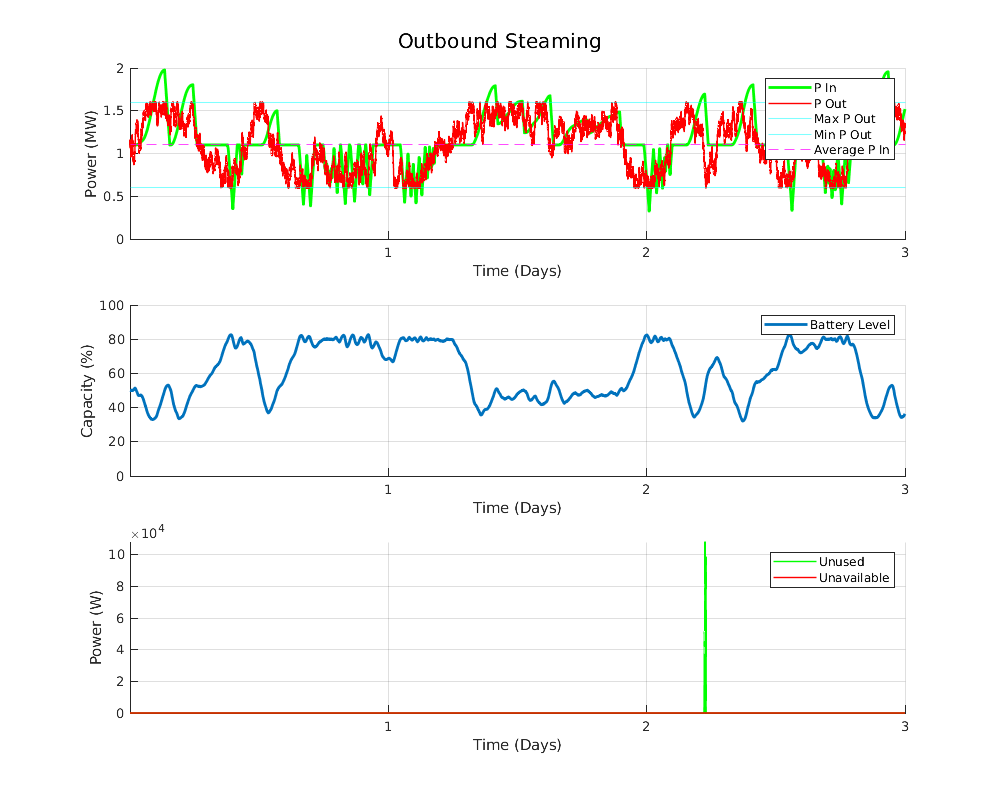 Outbound Steaming
2
1.5
1
0.5
0
Power (MW)
P In
P Out
Max P Out
Min P Out
Average P In
1
2
3
Time (Days)
100
80
60
40
20
0
Capacity (%)
Battery Level
1
2
3
Time (Days)
×10⁴
10
8
6
4
2
0
Power (W)
Unused
Unavailable
1
2
3
Time (Days)